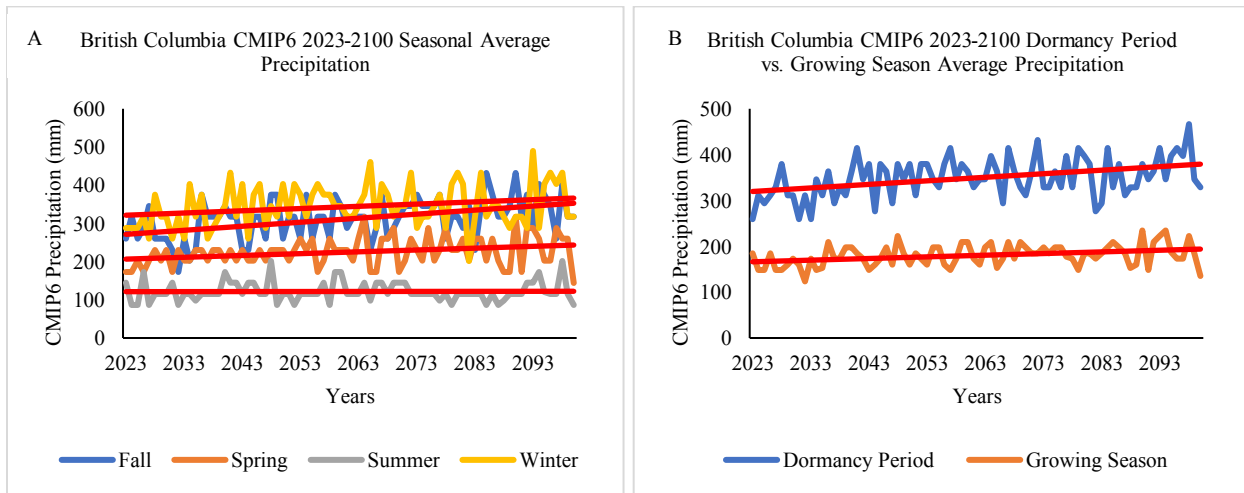 A
British Columbia CMIP6 2023-2100 Seasonal Average
Precipitation
CMIP6 Precipitation (mm)
600
500
400
300
200
100
0
2023 2033 2043 2053 2063 2073 2083 2093
Years
Fall Spring Summer Winter
B
British Columbia CMIP6 2023-2100 Dormancy Period
vs. Growing Season Average Precipitation
CMIP6 Precipitation (mm)
500
400
300
200
100
0
2023 2033 2043 2053 2063 2073 2083 2093
Years
Dormancy Period Growing Season